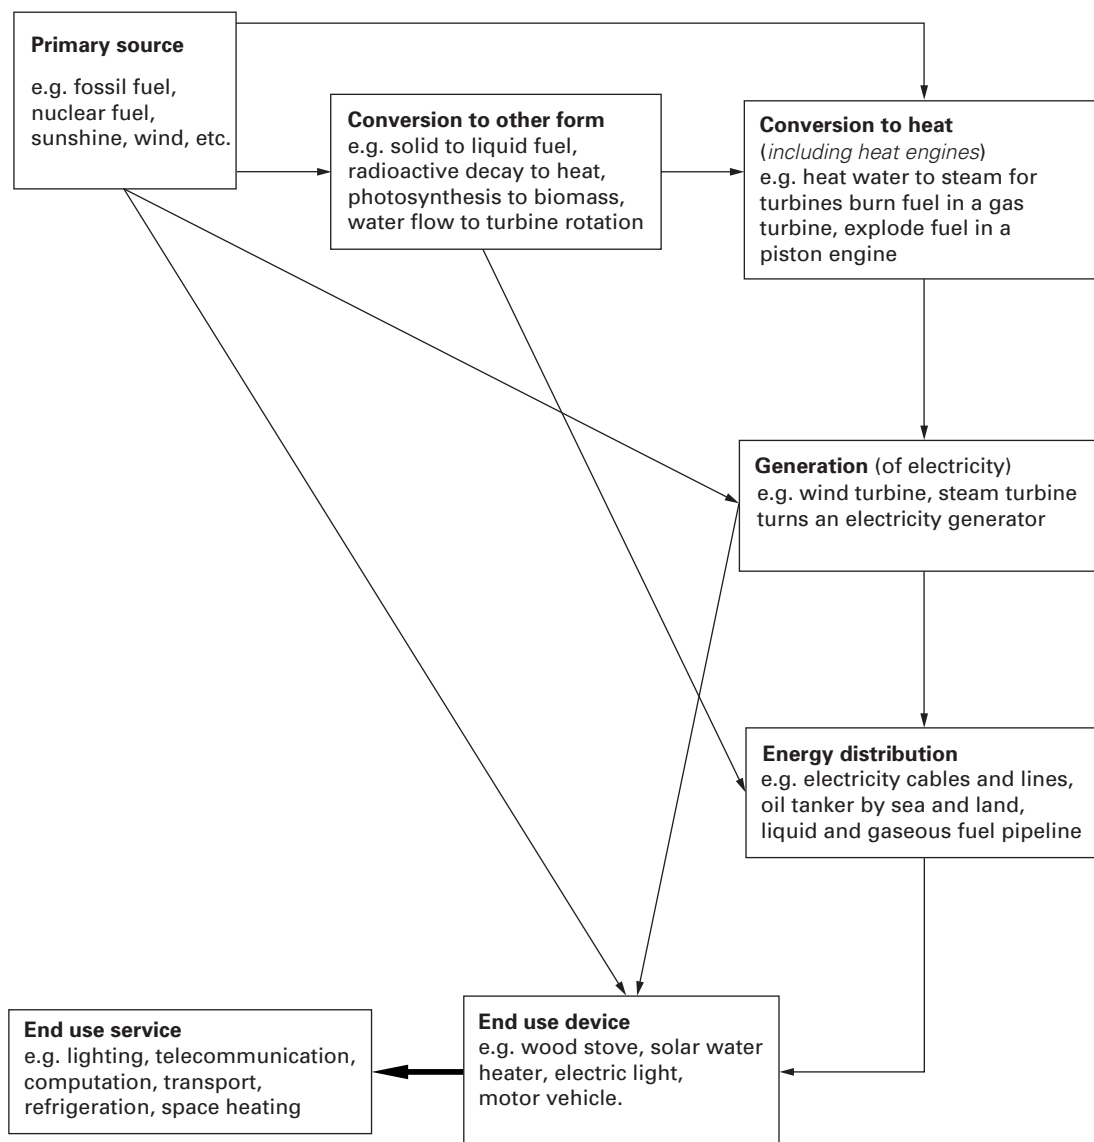 Primary source
e.g. fossil fuel,
nuclear fuel,
sunshine, wind, etc.
Conversion to other form
e.g. solid to liquid fuel,
radioactive decay to heat,
photosynthesis to biomass,
water flow to turbine rotation
Conversion to heat
(including heat engines)
e.g. heat water to steam for
turbines burn fuel in a gas
turbine, explode fuel in a
piston engine
Generation (of electricity)
e.g. wind turbine, steam turbine
turns an electricity generator
Energy distribution
e.g. electricity cables and lines,
oil tanker by sea and land,
liquid and gaseous fuel pipeline
End use service
e.g. lighting, telecommunication,
computation, transport,
refrigeration, space heating
End use device
e.g. wood stove, solar water
heater, electric light,
motor vehicle.